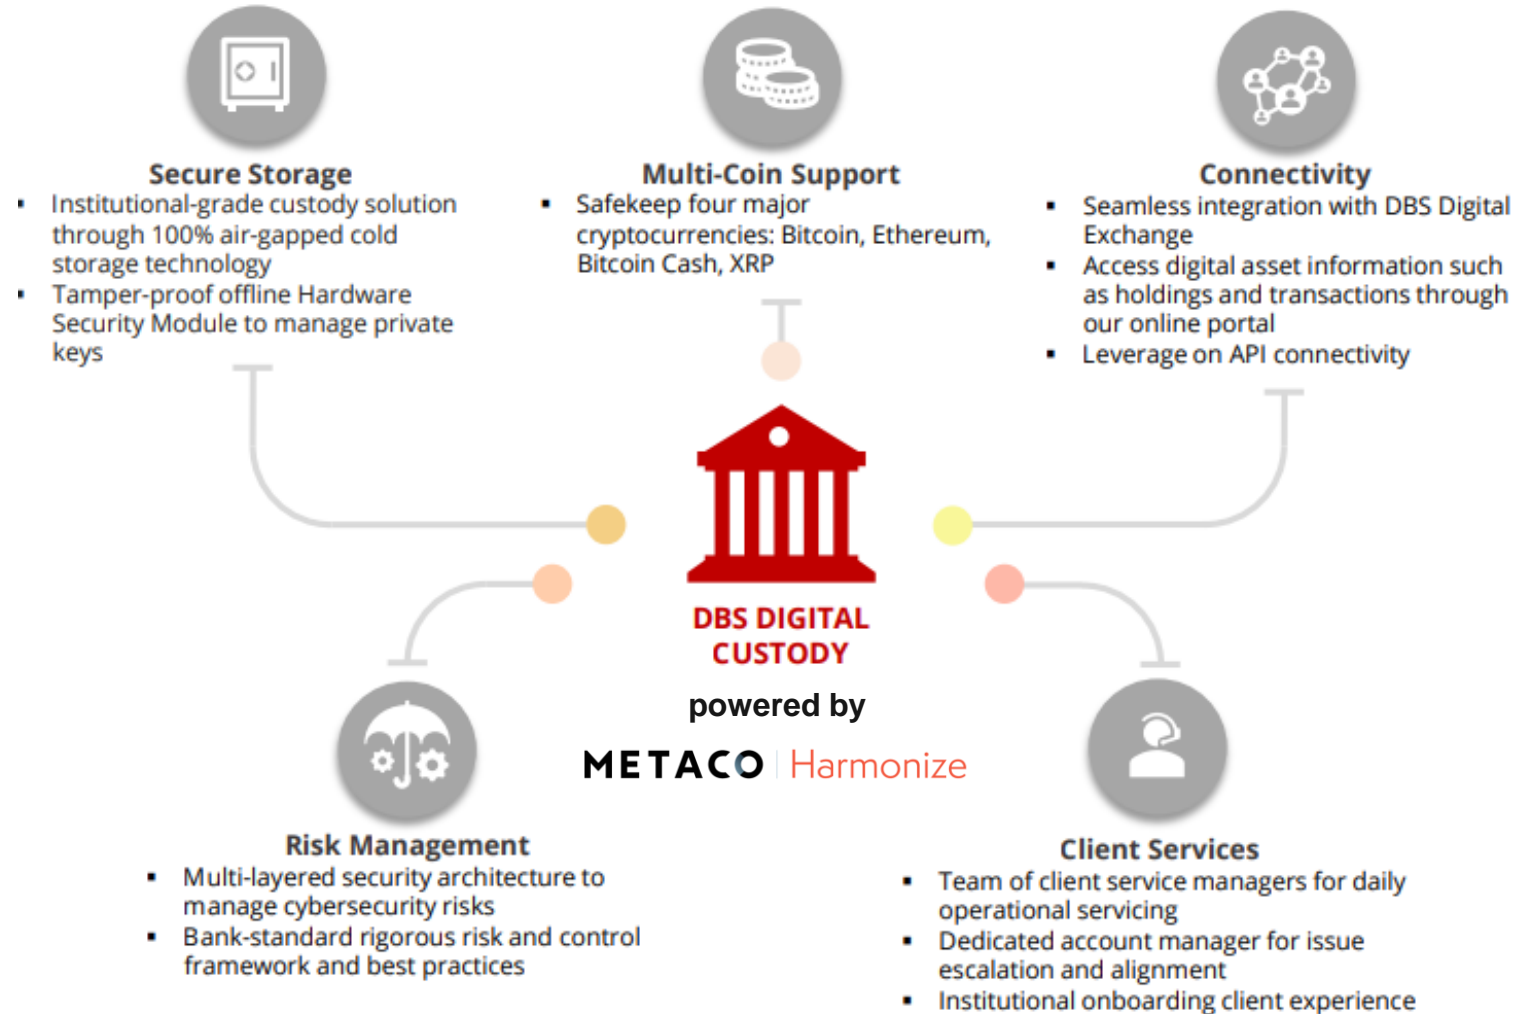 Secure Storage
▪ Institutional-grade custody solution
through 100% air-gapped cold
storage technology
▪ Tamper-proof offline Hardware
Security Module to manage private
keys
Multi-Coin Support
▪ Safekeep four major
cryptocurrencies: Bitcoin, Ethereum,
Bitcoin Cash, XRP
Connectivity
▪ Seamless integration with DBS Digital
Exchange
▪ Access digital asset information such
as holdings and transactions through
our online portal
▪ Leverage on API connectivity
DBS DIGITAL
CUSTODY
powered by
METACO | Harmonize
Risk Management
▪ Multi-layered security architecture to
manage cybersecurity risks
▪ Bank-standard rigorous risk and control
framework and best practices
Client Services
▪ Team of client service managers for daily
operational servicing
▪ Dedicated account manager for issue
escalation and alignment
▪ Institutional onboarding client experience